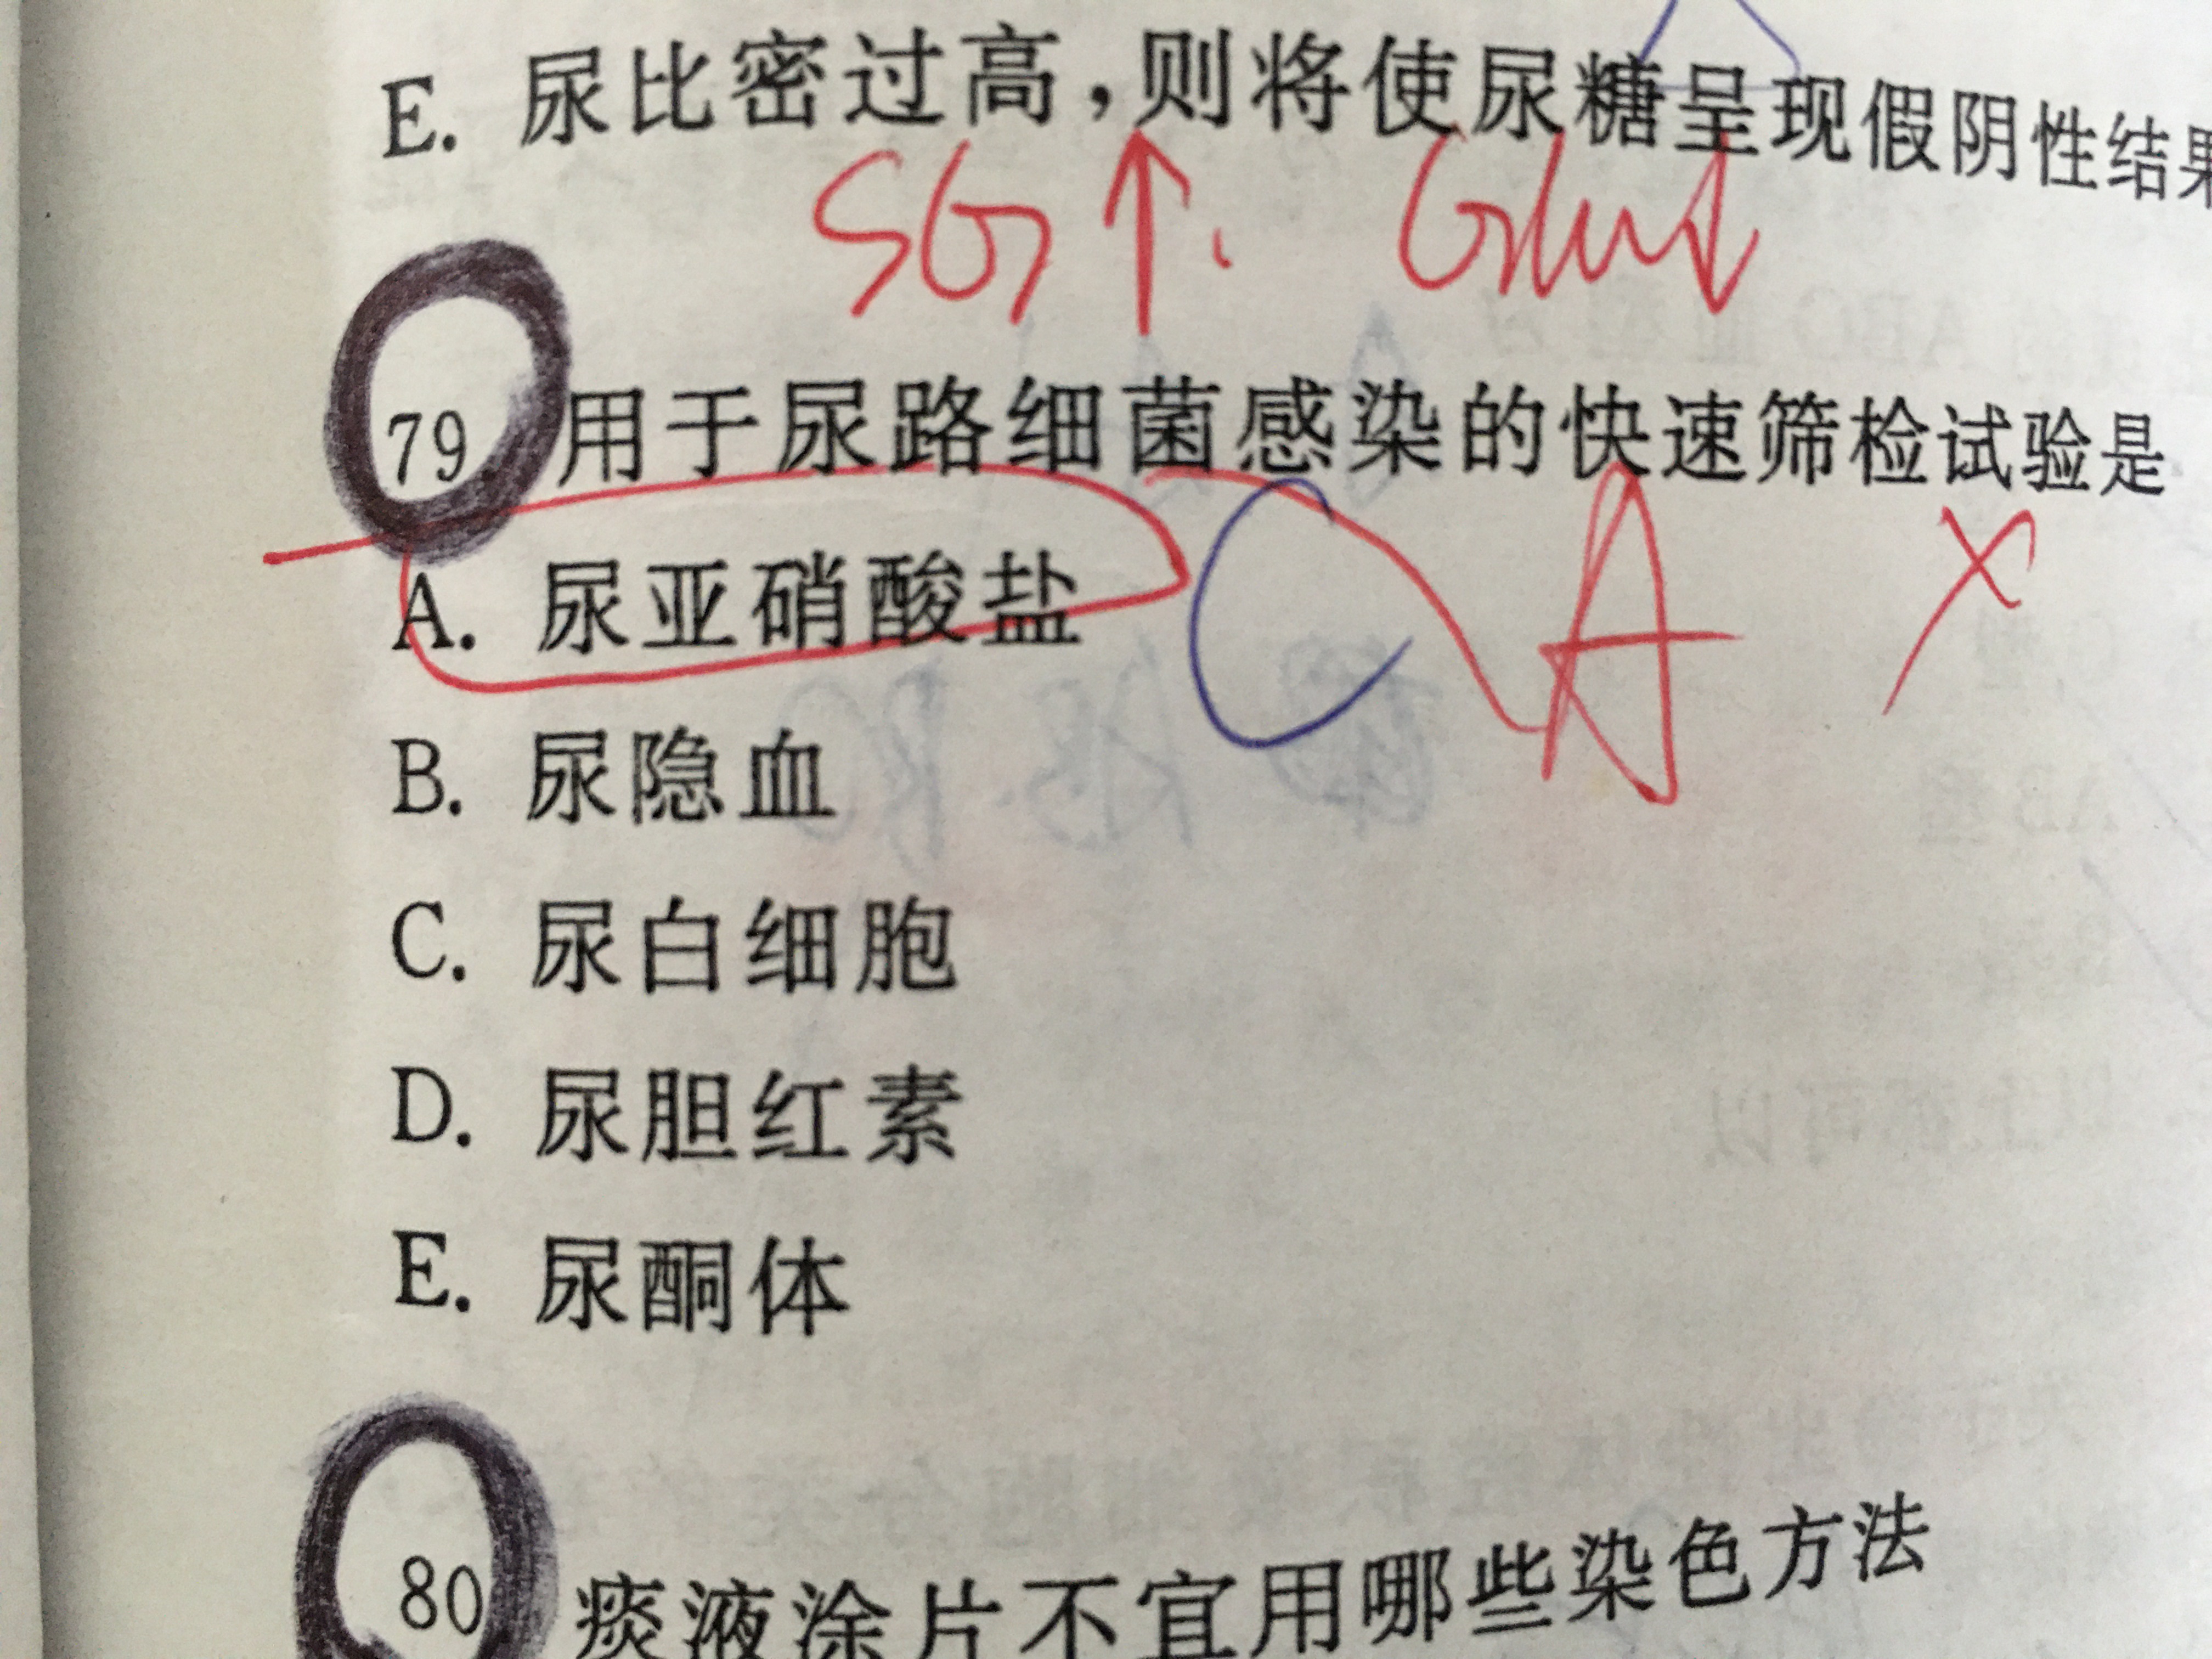 E. 尿比密过高，则将使尿糖呈现假阴性结果
SG↑
79 用于尿路细菌感染的快速筛检试验是
A. 尿亚硝酸盐
A
B. 尿隐血
C. 尿白细胞
D. 尿胆红素
E. 尿酮体
80 痰液涂片不宜用哪些染色方法